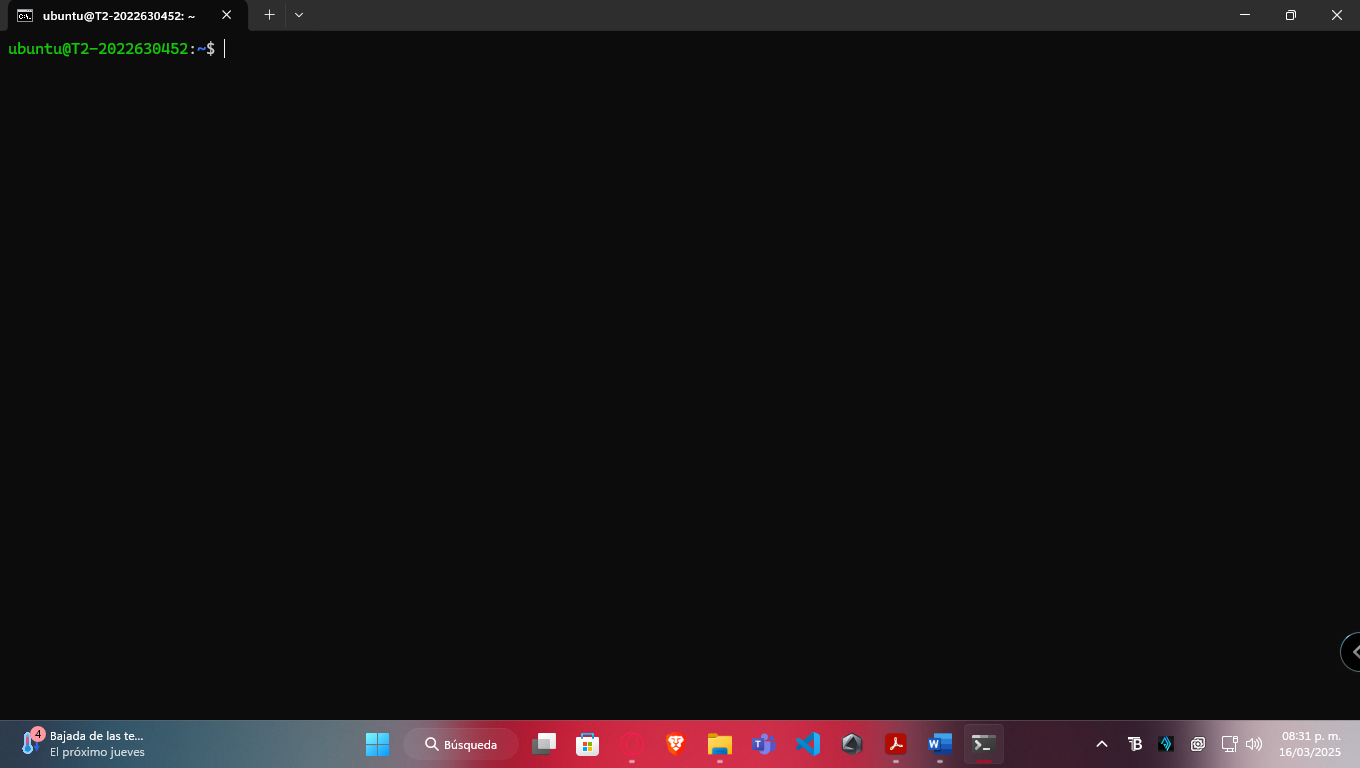 ubuntu@T2-2022630452: ~
ubuntu@T2-2022630452:~$
4
Bajada de las te...
El próximo jueves
Búsqueda
08:31 p. m.
16/03/2025